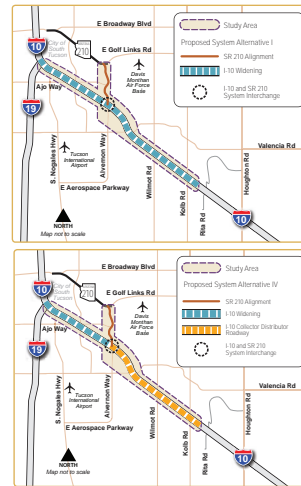 E Broadway Blvd
Study Area
10
City of
South
Tucson
210
E Golf Links Rd
Proposed System Alternative I
SR 210 Alignment
I-10 Widening
I-10 and SR 210
System Interchange
Davis
Monthan
Air Force
Base
Ajo Way
19
S. Nogales Hwy
Tucson
International
Airport
Alvernon Way
Valencia Rd
E Aerospace Parkway
Wilmot Rd
Kolb Rd
Rita Rd
Houghton Rd
10
NORTH
Map not to scale
E Broadway Blvd
Study Area
10
City of
South
Tucson
210
E Golf Links Rd
Proposed System Alternative IV
SR 210 Alignment
I-10 Widening
I-10 Collector Distributor
Roadway
I-10 and SR 210
System Interchange
Davis
Monthan
Air Force
Base
Ajo Way
19
S. Nogales Hwy
Tucson
International
Airport
Alvernon Way
Valencia Rd
E Aerospace Parkway
Wilmot Rd
Kolb Rd
Rita Rd
Houghton Rd
10
NORTH
Map not to scale